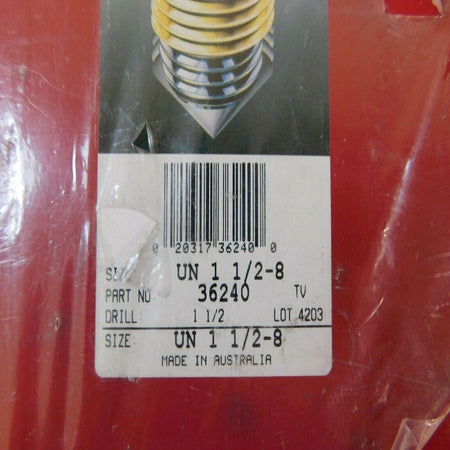 0 20317 36240 0
SIZE UN 1 1/2-8
PART NO. 36240 TV
DRILL: 1 1/2 LOT 4203
SIZE: UN 1 1/2-8
MADE IN AUSTRALIA